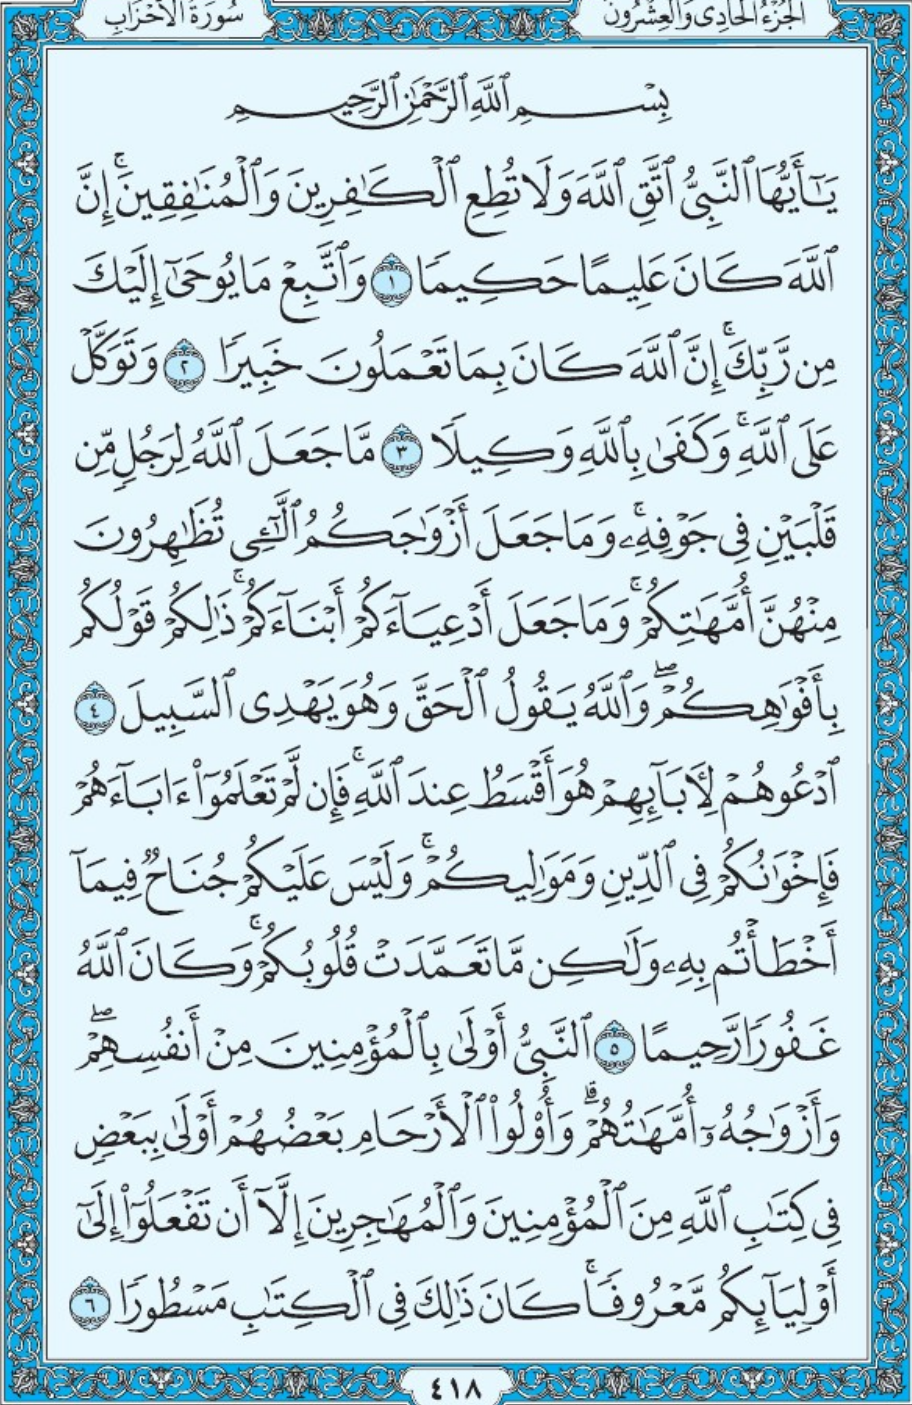 سُورَةُ الأَحْزَابِ
الجُزْءُ الحَادِي وَالعِشْرُونَ
بِسْمِ ٱللَّهِ ٱلرَّحْمَٰنِ ٱلرَّحِيمِ
يَٰٓأَيُّهَا ٱلنَّبِيُّ ٱتَّقِ ٱللَّهَ وَلَا تُطِعِ ٱلْكَٰفِرِينَ وَٱلْمُنَٰفِقِينَۚ إِنَّ
ٱللَّهَ كَانَ عَلِيمًا حَكِيمٗا ١ وَٱتَّبِعْ مَا يُوحَىٰٓ إِلَيْكَ
مِن رَّبِّكَۚ إِنَّ ٱللَّهَ كَانَ بِمَا تَعْمَلُونَ خَبِيرٗا ٢ وَتَوَكَّلْ
عَلَى ٱللَّهِۚ وَكَفَىٰ بِٱللَّهِ وَكِيلٗا ٣ مَّا جَعَلَ ٱللَّهُ لِرَجُلٖ مِّن
قَلْبَيْنِ فِي جَوْفِهِۦۚ وَمَا جَعَلَ أَزْوَٰجَكُمُ ٱلَّٰٓـِٔي تُظَٰهِرُونَ
مِنْهُنَّ أُمَّهَٰتِكُمْۚ وَمَا جَعَلَ أَدْعِيَآءَكُمْ أَبْنَآءَكُمْۚ ذَٰلِكُمْ قَوْلُكُم
بِأَفْوَٰهِكُمْۖ وَٱللَّهُ يَقُولُ ٱلْحَقَّ وَهُوَ يَهْدِي ٱلسَّبِيلَ ٤
ٱدْعُوهُمْ لِأٓبَآئِهِمْ هُوَ أَقْسَطُ عِندَ ٱللَّهِۚ فَإِن لَّمْ تَعْلَمُوٓا۟ ءَابَآءَهُمْ
فَإِخْوَٰنُكُمْ فِي ٱلدِّينِ وَمَوَٰلِيكُمْۚ وَلَيْسَ عَلَيْكُمْ جُنَاحٞ فِيمَآ
أَخْطَأْتُم بِهِۦ وَلَٰكِن مَّا تَعَمَّدَتْ قُلُوبُكُمْۚ وَكَانَ ٱللَّهُ
غَفُورٗا رَّحِيمًا ٥ ٱلنَّبِيُّ أَوْلَىٰ بِٱلْمُؤْمِنِينَ مِنْ أَنفُسِهِمْۖ
وَأَزْوَٰجُهُۥٓ أُمَّهَٰتُهُمْۗ وَأُو۟لُوا۟ ٱلْأَرْحَامِ بَعْضُهُمْ أَوْلَىٰ بِبَعْضٖ
فِي كِتَٰبِ ٱللَّهِ مِنَ ٱلْمُؤْمِنِينَ وَٱلْمُهَٰجِرِينَ إِلَّآ أَن تَفْعَلُوٓا۟ إِلَىٰٓ
أَوْلِيَآئِكُم مَّعْرُوفٗاۚ كَانَ ذَٰلِكَ فِي ٱلْكِتَٰبِ مَسْطُورٗا ٦
٤١٨